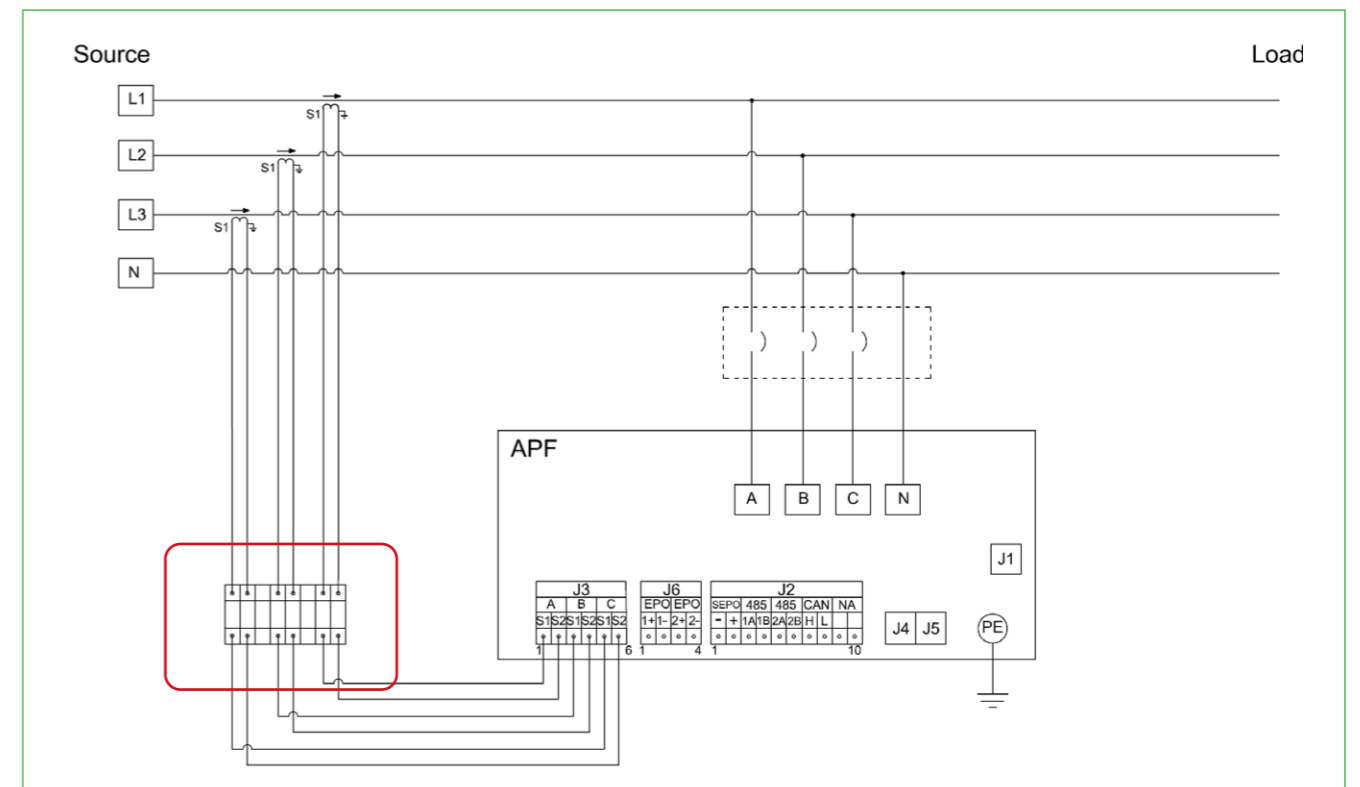 Source Load
L1
S1
L2
S1
L3
S1
N
APF
A B C N
J1
J3 J6 J2
A B C EPO EPO SEPO 485 485 CAN NA
S1 S2 S1 S2 S1 S2 1+ 1- 2+ 2- - + 1A 1B 2A 2B H L
J4 J5 PE
1 6 1 4 1 10